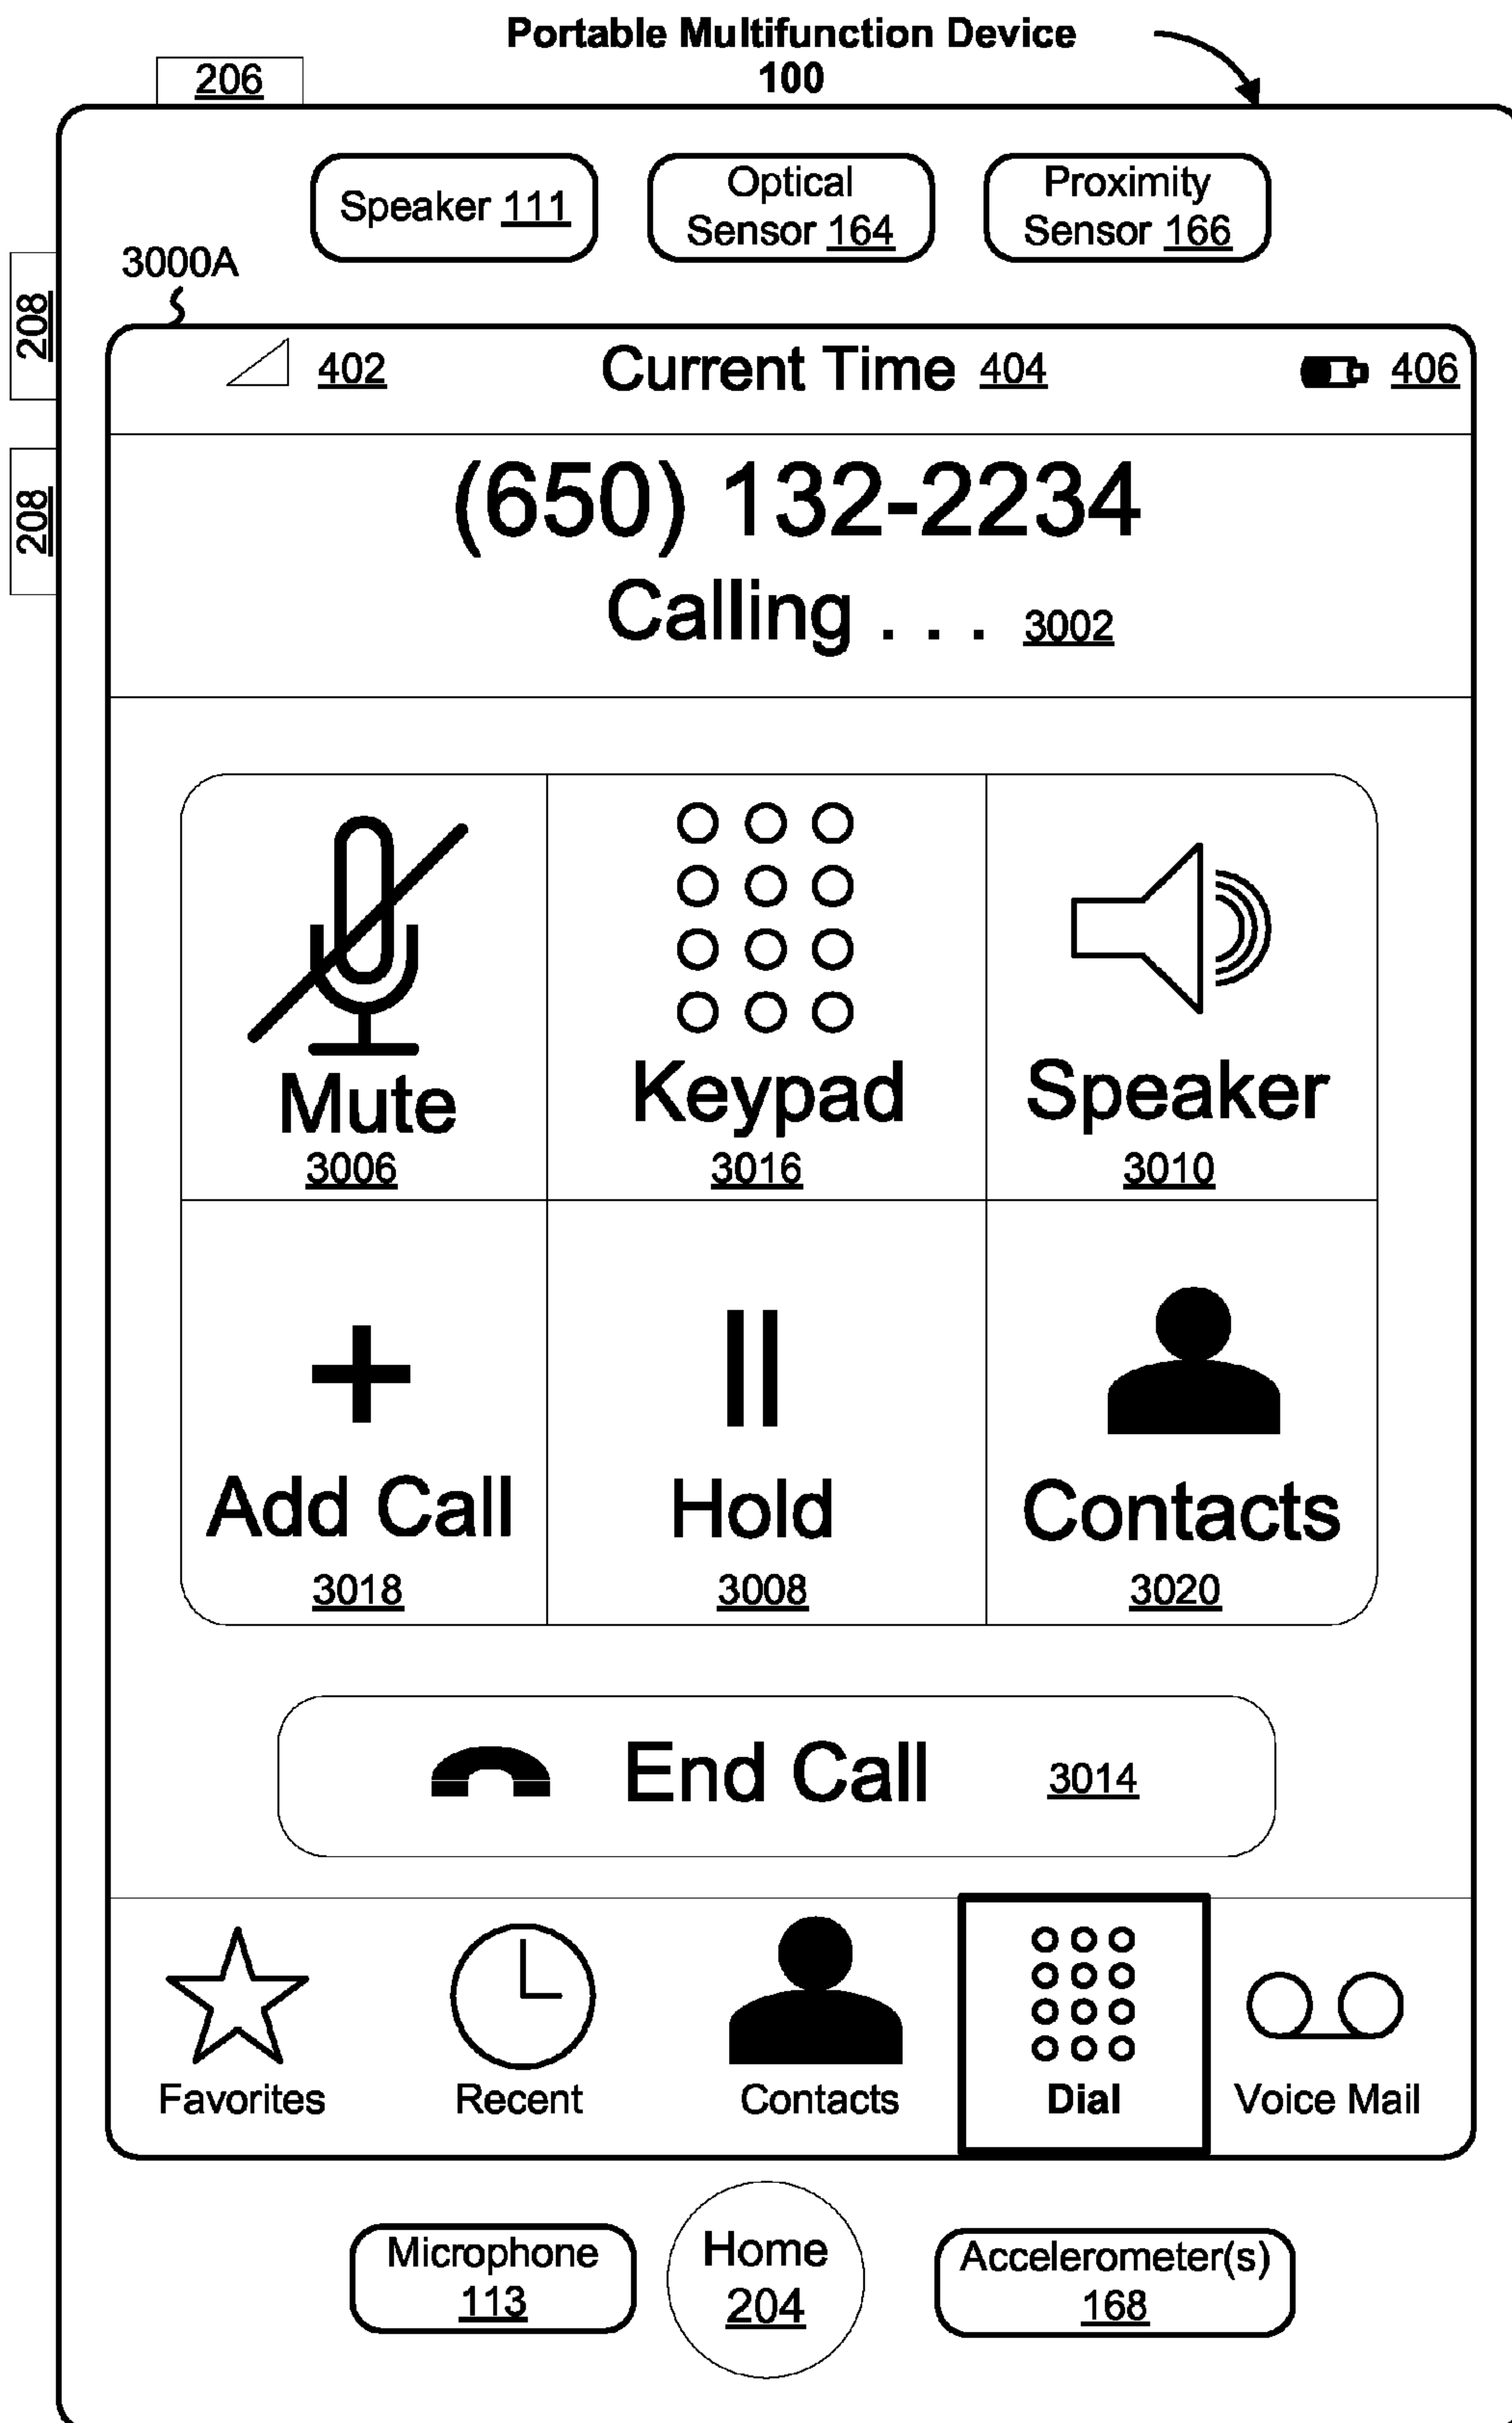 Portable Multifunction Device
100
206
Speaker 111
Optical
Sensor 164
Proximity
Sensor 166
208
3000A
402
Current Time 404
406
208
(650) 132-2234
Calling . . . 3002
Mute
3006
Keypad
3016
Speaker
3010
Add Call
3018
Hold
3008
Contacts
3020
End Call 3014
Favorites
Recent
Contacts
Dial
Voice Mail
Microphone
113
Home
204
Accelerometer(s)
168